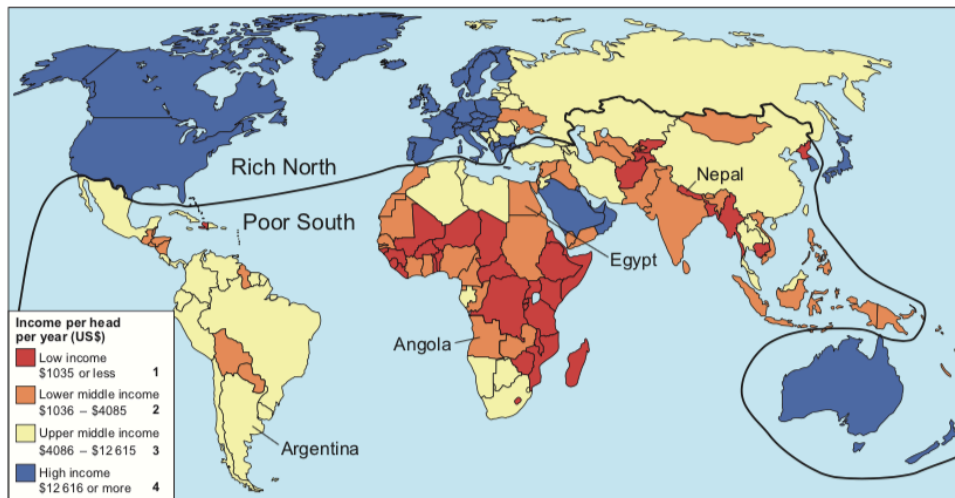 Rich North
Nepal
Poor South
Egypt
Angola
Argentina
Income per head
per year (US$)
Low income
$1035 or less 1
Lower middle income
$1036 – $4085 2
Upper middle income
$4086 – $12 615 3
High income
$12 616 or more 4